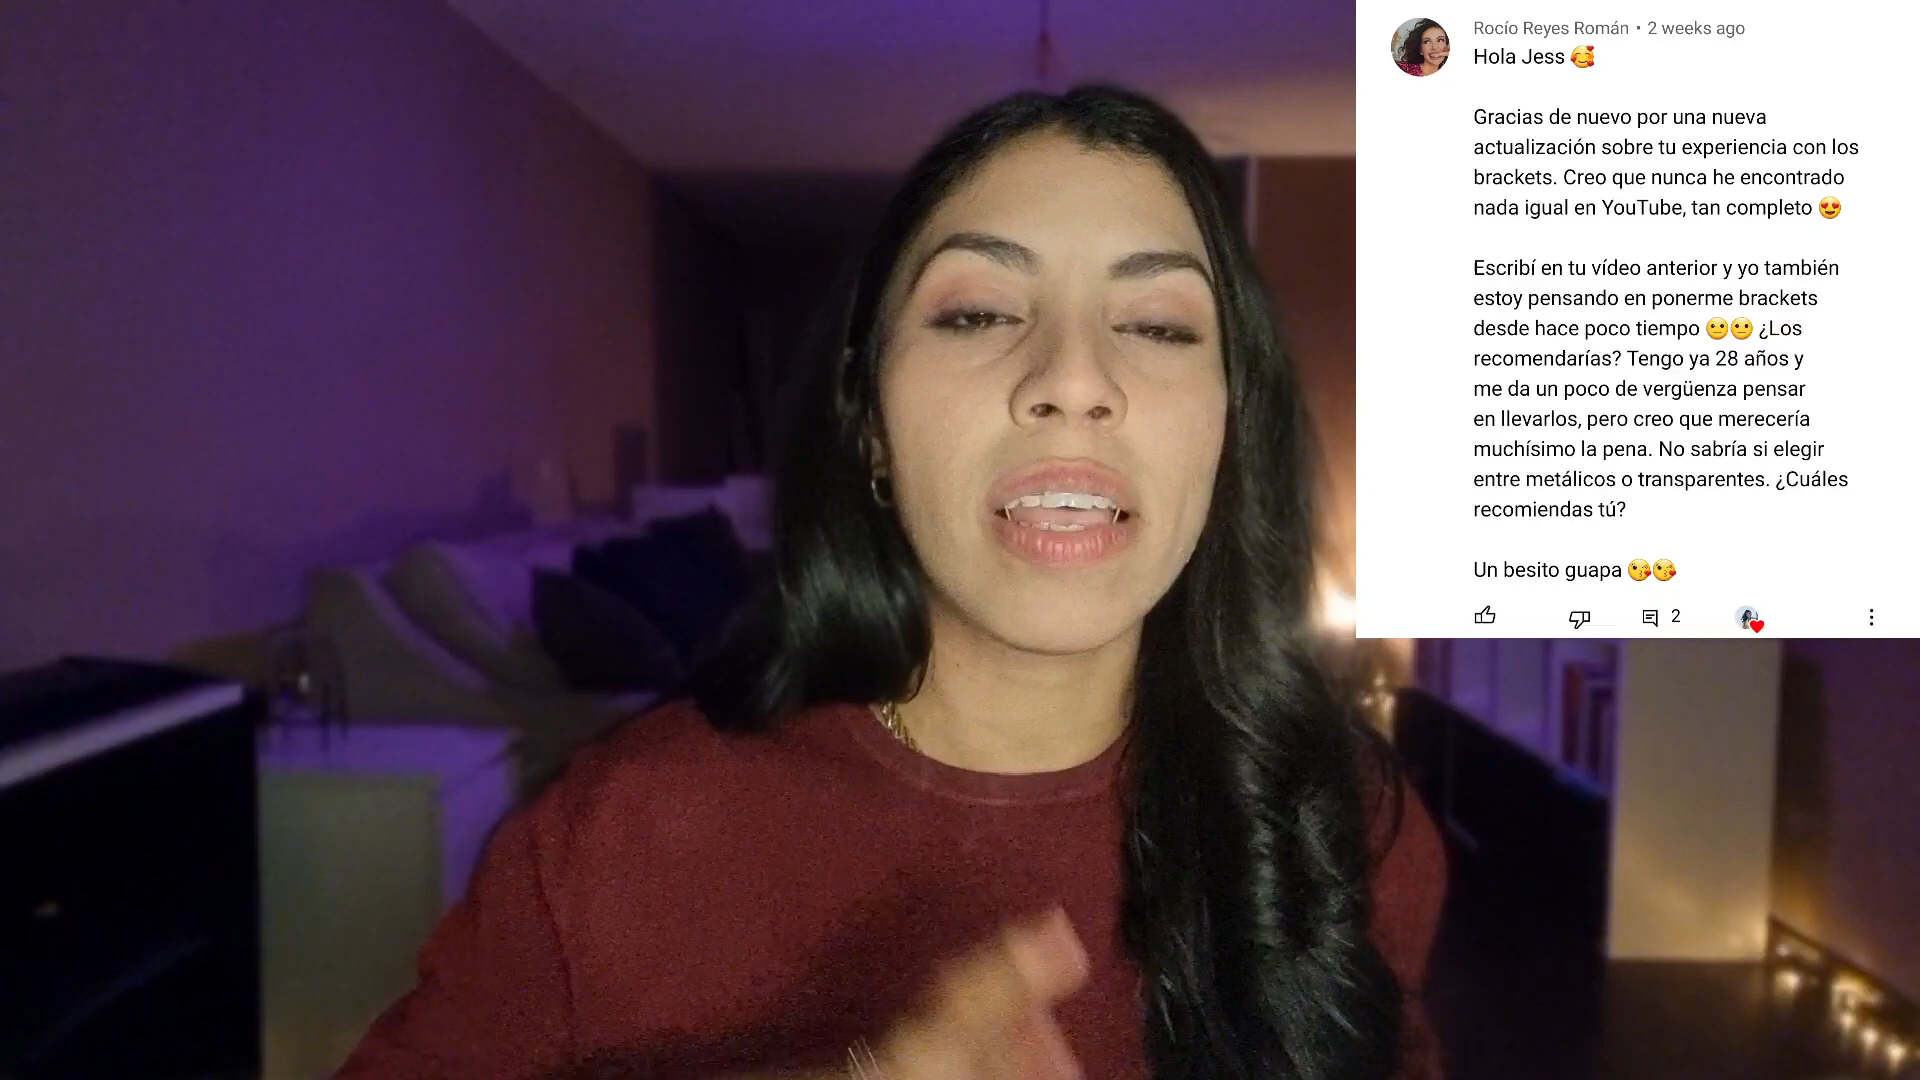 Rocío Reyes Román • 2 weeks ago
Hola Jess 🥰
Gracias de nuevo por una nueva
actualización sobre tu experiencia con los
brackets. Creo que nunca he encontrado
nada igual en YouTube, tan completo 😍
Escribí en tu vídeo anterior y yo también
estoy pensando en ponerme brackets
desde hace poco tiempo 😐😐 ¿Los
recomendarías? Tengo ya 28 años y
me da un poco de vergüenza pensar
en llevarlos, pero creo que merecería
muchísimo la pena. No sabría si elegir
entre metálicos o transparentes. ¿Cuáles
recomiendas tú?
Un besito guapa 😘😘
2